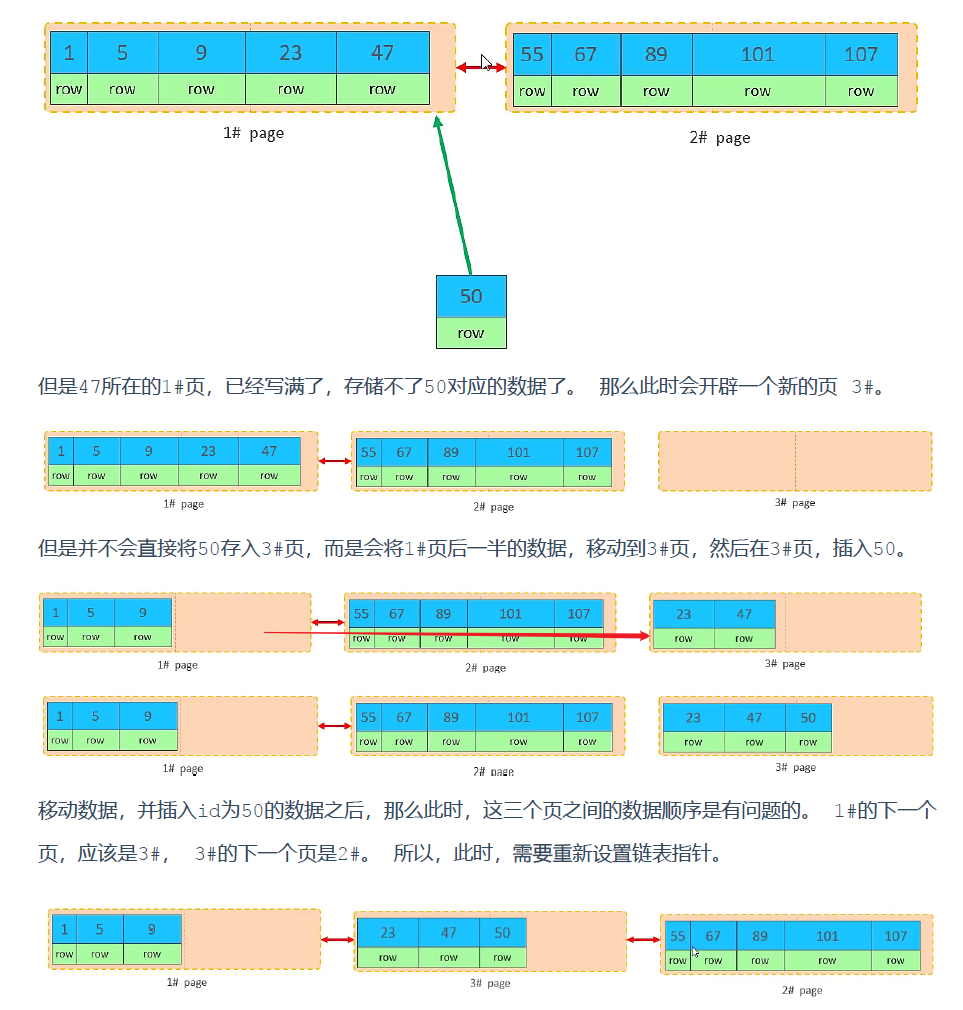 1 5 9 23 47 55 67 89 101 107
row row row row row row row row row row
1# page 2# page
50
row
但是47所在的1#页，已经写满了，存储不了50对应的数据了。 那么此时会开辟一个新的页 3#。
1 5 9 23 47 55 67 89 101 107
row row row row row row row row row row
1# page 2# page 3# page
但是并不会直接将50存入3#页，而是会将1#页后一半的数据，移动到3#页，然后在3#页，插入50。
1 5 9 55 67 89 101 107 23 47
row row row row row row row row row row
1# page 2# page 3# page
1 5 9 55 67 89 101 107 23 47 50
row row row row row row row row row row row
1# page 2# page 3# page
移动数据，并插入id为50的数据之后，那么此时，这三个页之间的数据顺序是有问题的。 1#的下一个
页，应该是3#， 3#的下一个页是2#。 所以，此时，需要重新设置链表指针。
1 5 9 23 47 50 55 67 89 101 107
row row row row row row row row row row row
1# page 3# page 2# page